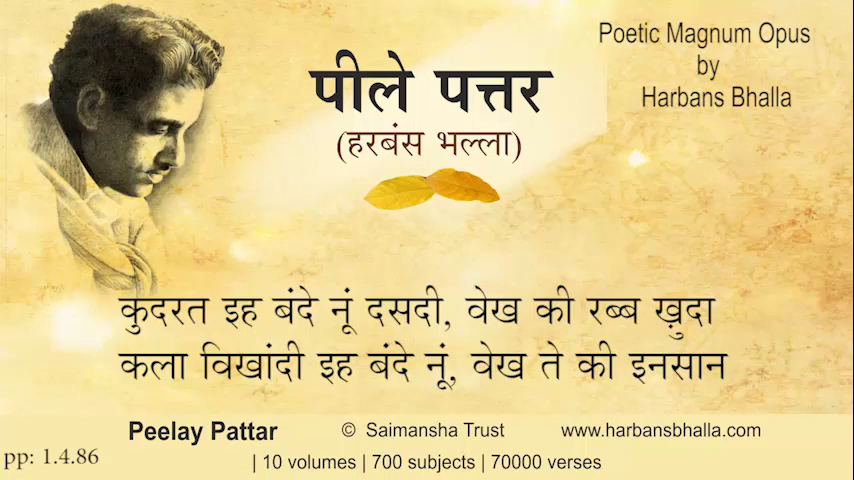 पीले पत्तर
(हरबंस भल्ला)
Poetic Magnum Opus
by
Harbans Bhalla
कुदरत इह बंदे नूं दसदी, वेख की रब्ब ख़ुदा
कला विखांदी इह बंदे नूं, वेख ते की इनसान
Peelay Pattar © Saimansha Trust www.harbansbhalla.com
pp: 1.4.86
| 10 volumes | 700 subjects | 70000 verses